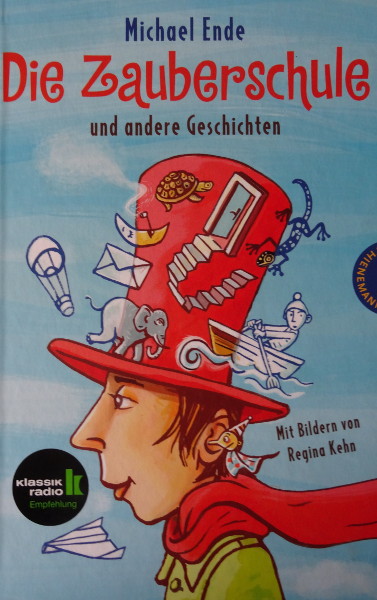 Michael Ende
Die Zauberschule
und andere Geschichten
Mit Bildern von
Regina Kehn
KLASSIK
radio
Empfehlung